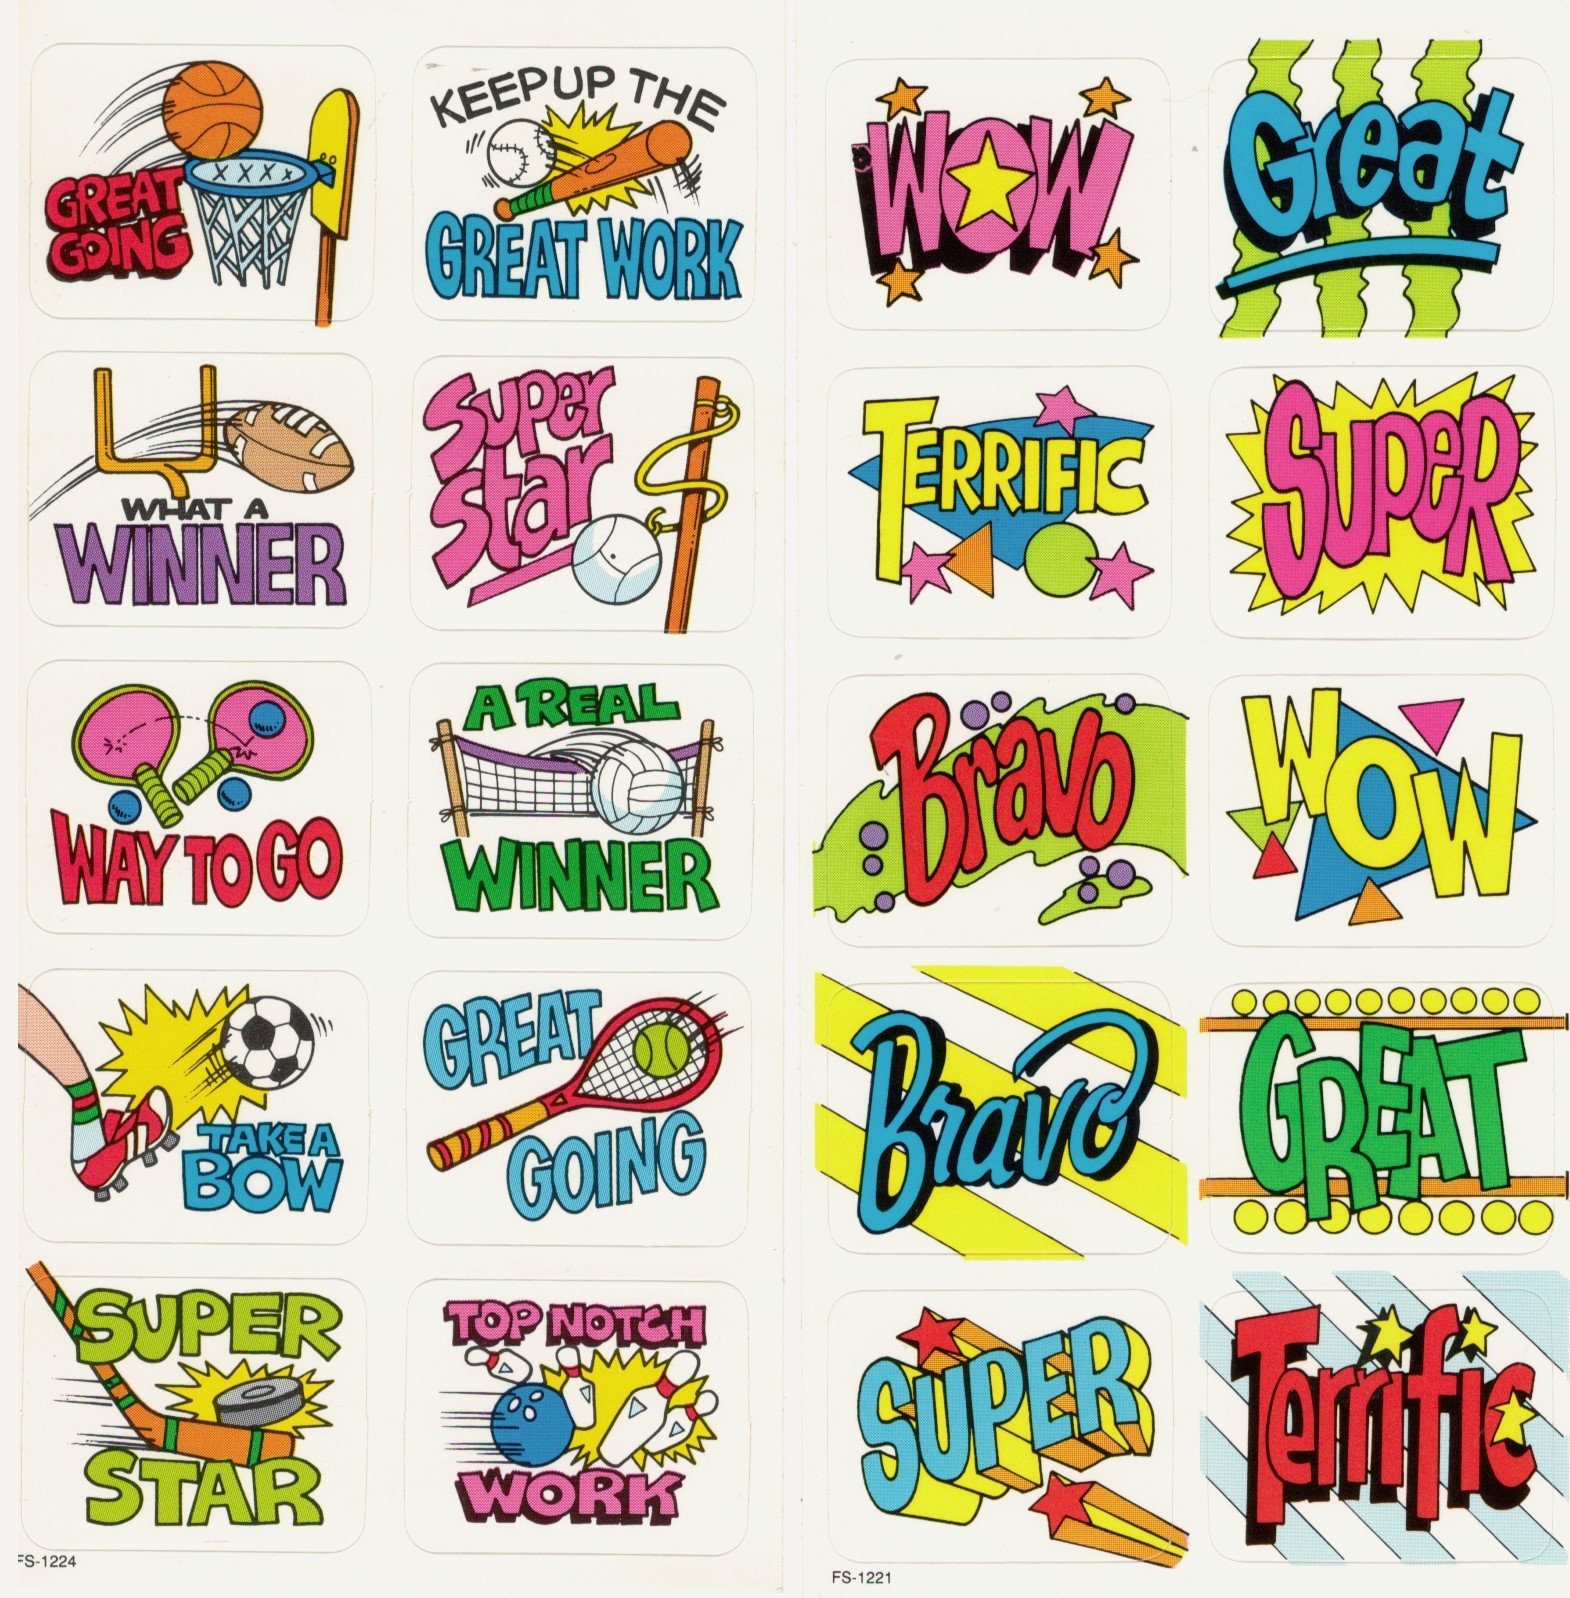 GREAT
GOING
KEEP UP THE
GREAT WORK
WHAT A
WINNER
Super
Star
WAY TO GO
A REAL
WINNER
TAKE A
BOW
GREAT
GOING
SUPER
STAR
TOP NOTCH
WORK
FS-1224
WOW
Great
TERRIFIC
SUPER
Bravo
WOW
Bravo
GREAT
SUPER
Terrific
FS-1221